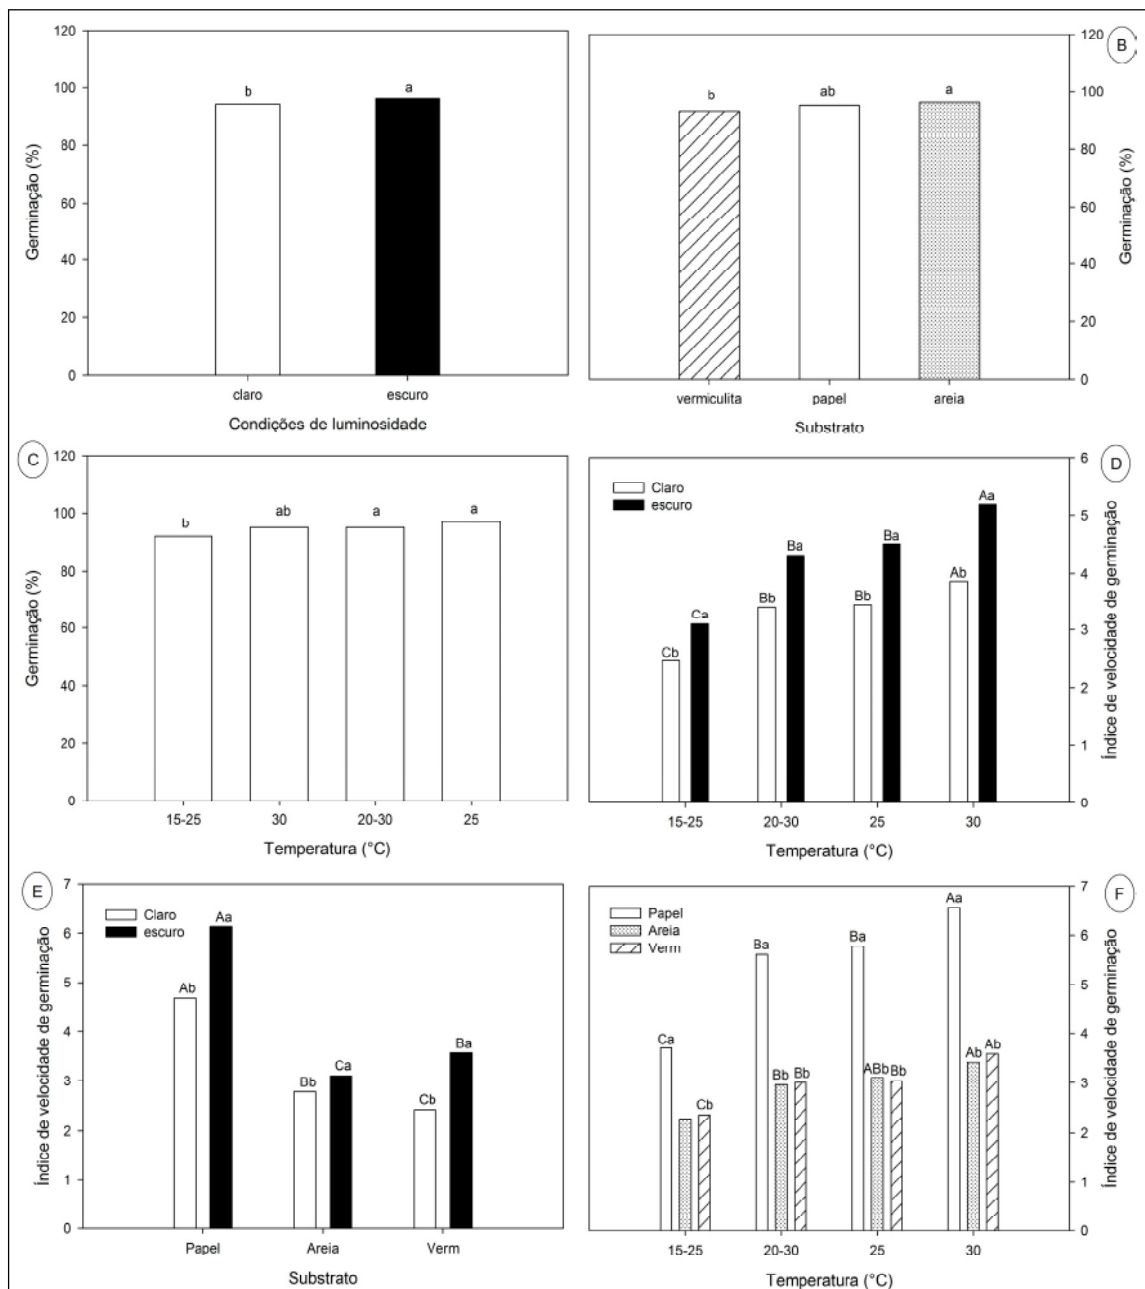 120
100
80
60
40
20
0
Germinação (%)
b
a
claro
escuro
Condições de luminosidade
B
120
100
80
60
40
20
0
Germinação (%)
b
ab
a
vermiculita
papel
areia
Substrato
C
120
100
80
60
40
20
0
Germinação (%)
b
ab
a
a
15-25
30
20-30
25
Temperatura (°C)
D
6
5
4
3
2
1
0
Índice de velocidade de germinação
Claro
escuro
Cb
Ca
Bb
Ba
Bb
Ba
Ab
Aa
15-25
20-30
25
30
Temperatura (°C)
E
7
6
5
4
3
2
1
0
Índice de velocidade de germinação
Claro
escuro
Ab
Aa
Bb
Ca
Cb
Ba
Papel
Areia
Verm
Substrato
F
7
6
5
4
3
2
1
0
Índice de velocidade de germinação
Papel
Areia
Verm
Ca
Cb
Ba
Bb
Bb
Ba
ABb
Bb
Aa
Ab
Ab
15-25
20-30
25
30
Temperatura (°C)